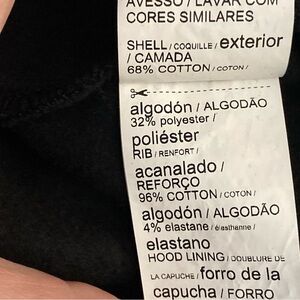 AVESSO / LAVAR COM
CORES SIMILARES
SHELL / COQUILLE / exterior
/ CAMADA
68% COTTON / COTON /
algodón / ALGODÃO
32% polyester /
poliéster
RIB / RENFORT /
acanalado /
REFORÇO
96% COTTON / COTON /
algodón / ALGODÃO
4% elastane / élasthanne /
elastano
HOOD LINING / DOUBLURE DE
LA CAPUCHE / forro de la
capucha / FORRO